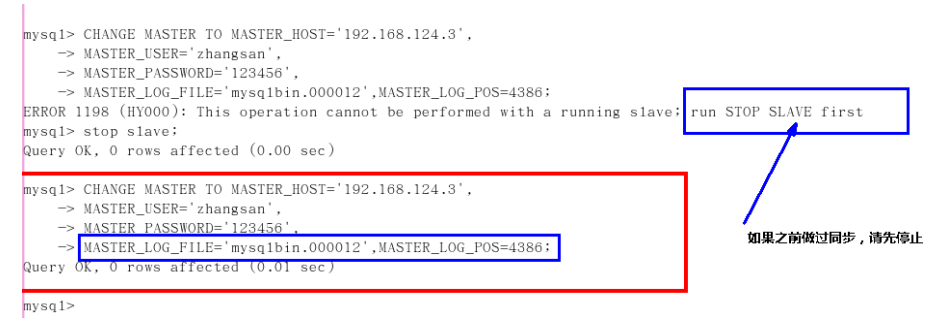 mysql> CHANGE MASTER TO MASTER_HOST='192.168.124.3',
-> MASTER_USER='zhangsan',
-> MASTER_PASSWORD='123456',
-> MASTER_LOG_FILE='mysqlbin.000012',MASTER_LOG_POS=4386;
ERROR 1198 (HY000): This operation cannot be performed with a running slave; run STOP SLAVE first
mysql> stop slave;
Query OK, 0 rows affected (0.00 sec)
mysql> CHANGE MASTER TO MASTER_HOST='192.168.124.3',
-> MASTER_USER='zhangsan',
-> MASTER_PASSWORD='123456',
-> MASTER_LOG_FILE='mysqlbin.000012',MASTER_LOG_POS=4386;
如果之前做过同步，请先停止
Query OK, 0 rows affected (0.01 sec)
mysql>